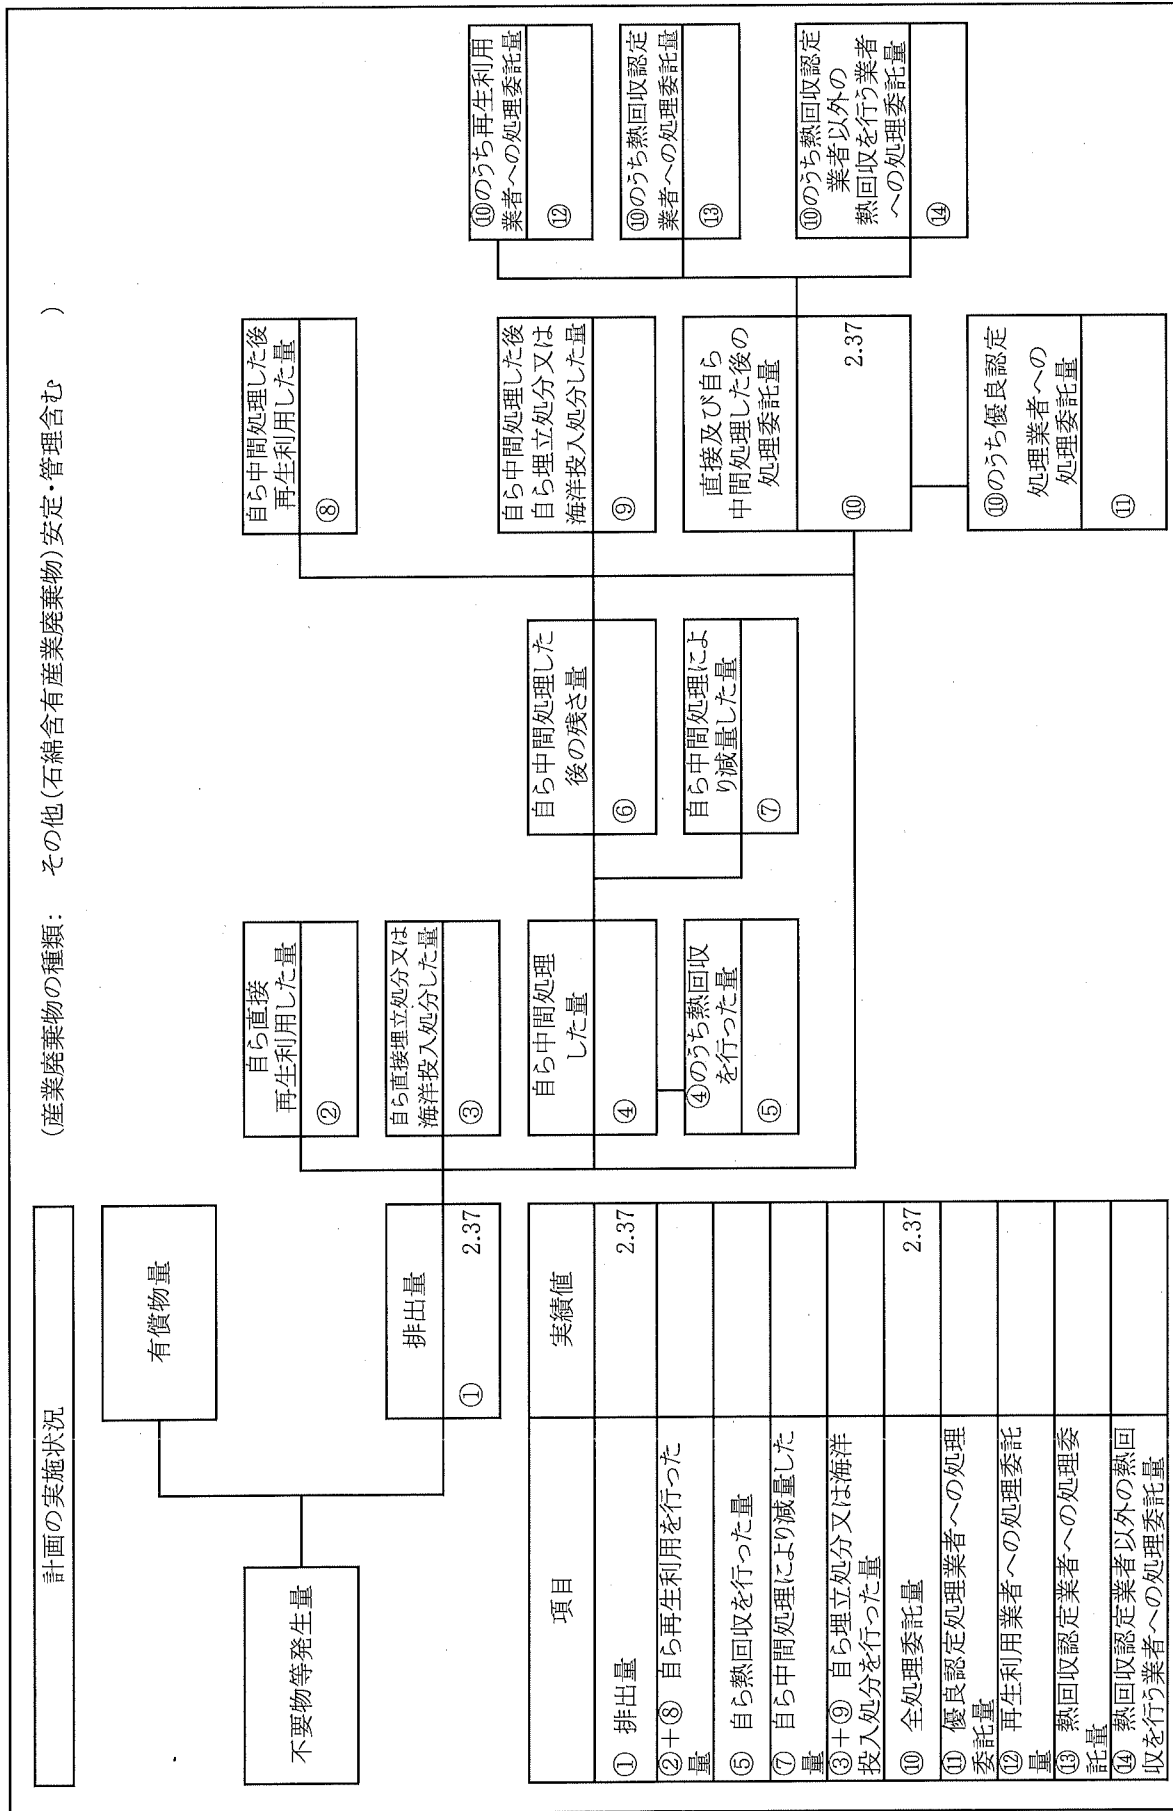 計画の実施状況
(産業廃棄物の種類: その他(石綿含有産業廃棄物)安定・管理含む )
不要物等発生量
有償物量
排出量
① 2.37
自ら直接
再生利用した量
②
自ら直接埋立処分又は
海洋投入処分した量
③
自ら中間処理
した量
④
④のうち熱回収
を行った量
⑤
自ら中間処理した
後の残さ量
⑥
自ら中間処理によ
り減量した量
⑦
自ら中間処理した後
再生利用した量
⑧
自ら中間処理した後
自ら埋立処分又は
海洋投入処分した量
⑨
直接及び自ら
中間処理した後の
処理委託量
⑩ 2.37
⑩のうち優良認定
処理業者への
処理委託量
⑪
⑩のうち再生利用
業者への処理委託量
⑫
⑩のうち熱回収認定
業者への処理委託量
⑬
⑩のうち熱回収認定
業者以外の
熱回収を行う業者
への処理委託量
⑭
項目 実績値
① 排出量 2.37
②+⑧ 自ら再生利用を行った
量
⑤ 自ら熱回収を行った量
⑦ 自ら中間処理により減量した
量
③+⑨ 自ら埋立処分又は海洋
投入処分を行った量
⑩ 全処理委託量 2.37
⑪ 優良認定処理業者への処理
委託量
⑫ 再生利用業者への処理委託
量
⑬ 熱回収認定業者への処理委
託量
⑭ 熱回収認定業者以外の熱回
収を行う業者への処理委託量